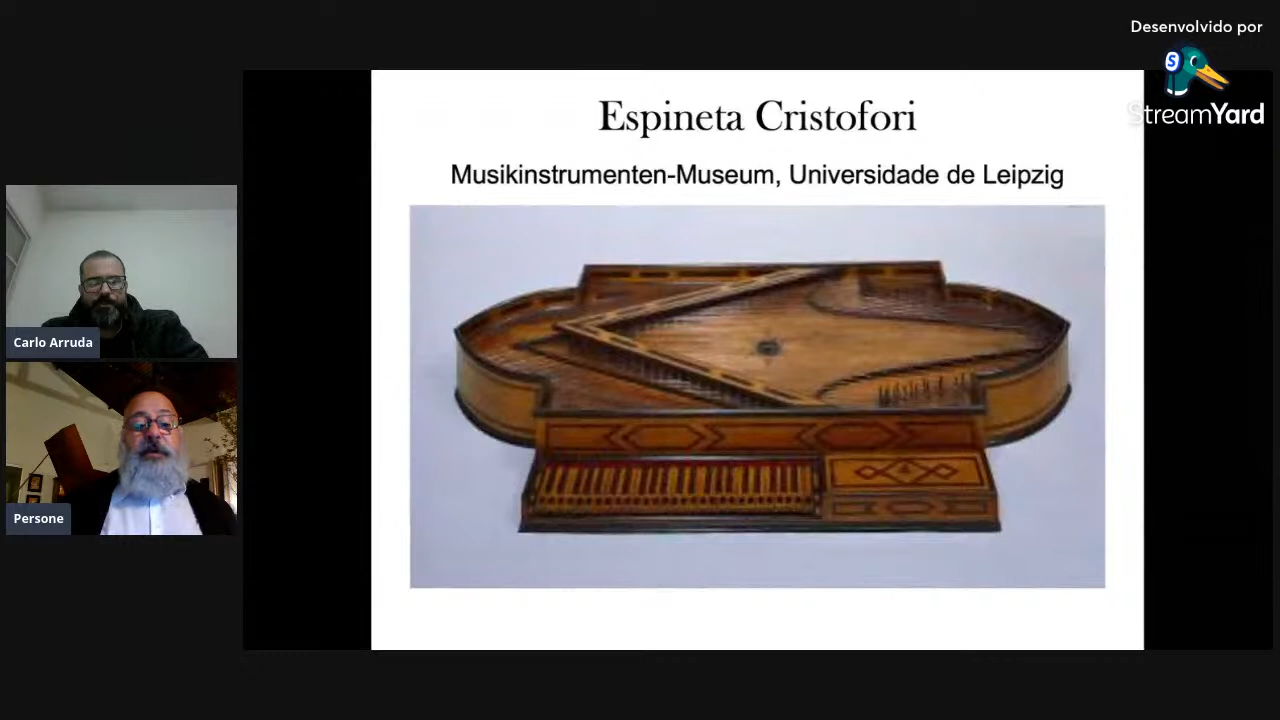 Desenvolvido por
StreamYard
Espineta Cristofori
Musikinstrumenten-Museum, Universidade de Leipzig
Carlo Arruda
Persone